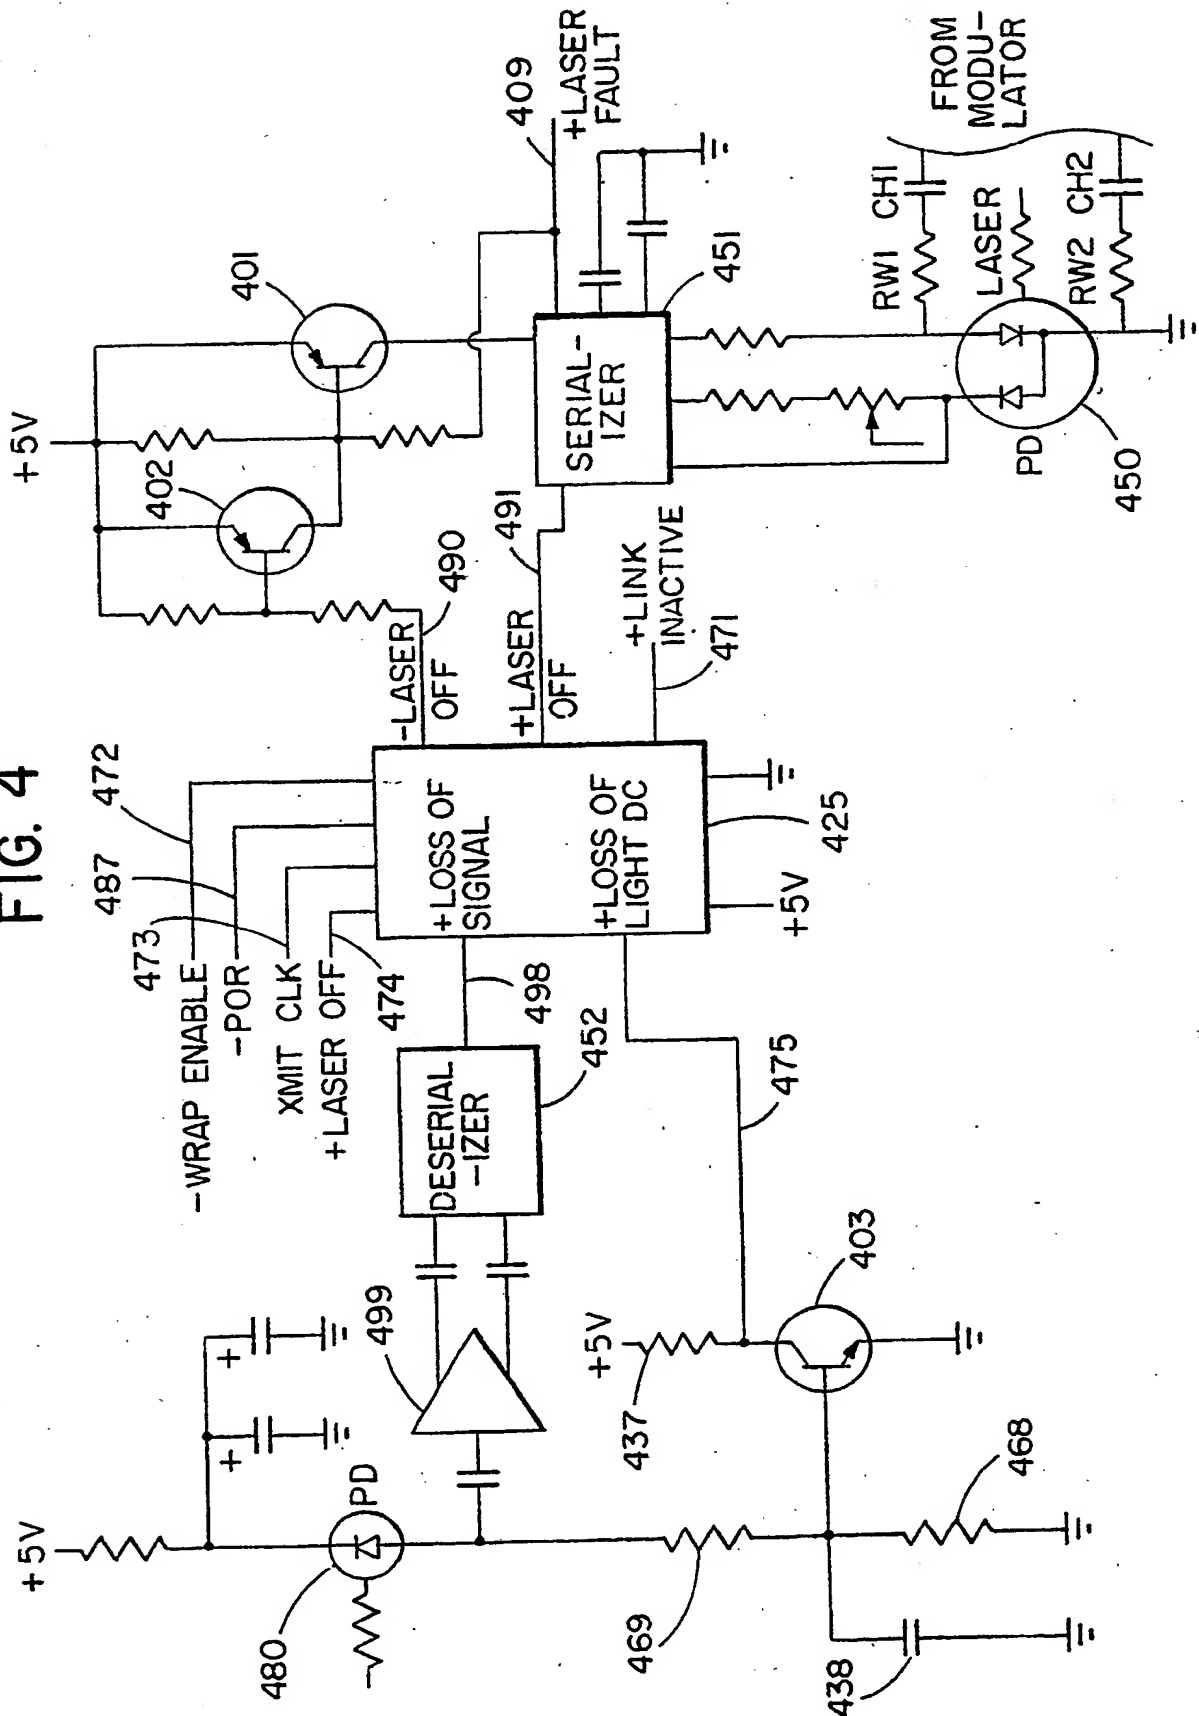 FIG. 4
+5V
480
PD
+
+
499
469
438
468
+5V
437
403
475
DESERIAL
-IZER
452
498
-WRAP ENABLE
472
-POR
487
XMIT CLK
473
+LASER OFF
474
+LOSS OF
SIGNAL
+LOSS OF
LIGHT DC
425
+5V
-LASER
OFF
490
+LASER
OFF
491
+LINK
INACTIVE
471
+5V
402
401
SERIAL-
IZER
451
409
+LASER
FAULT
RW1
CH1
LASER
RW2
CH2
PD
450
FROM
MODU-
LATOR